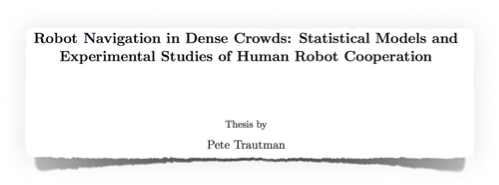 Robot Navigation in Dense Crowds: Statistical Models and
Experimental Studies of Human Robot Cooperation
Thesis by
Pete Trautman